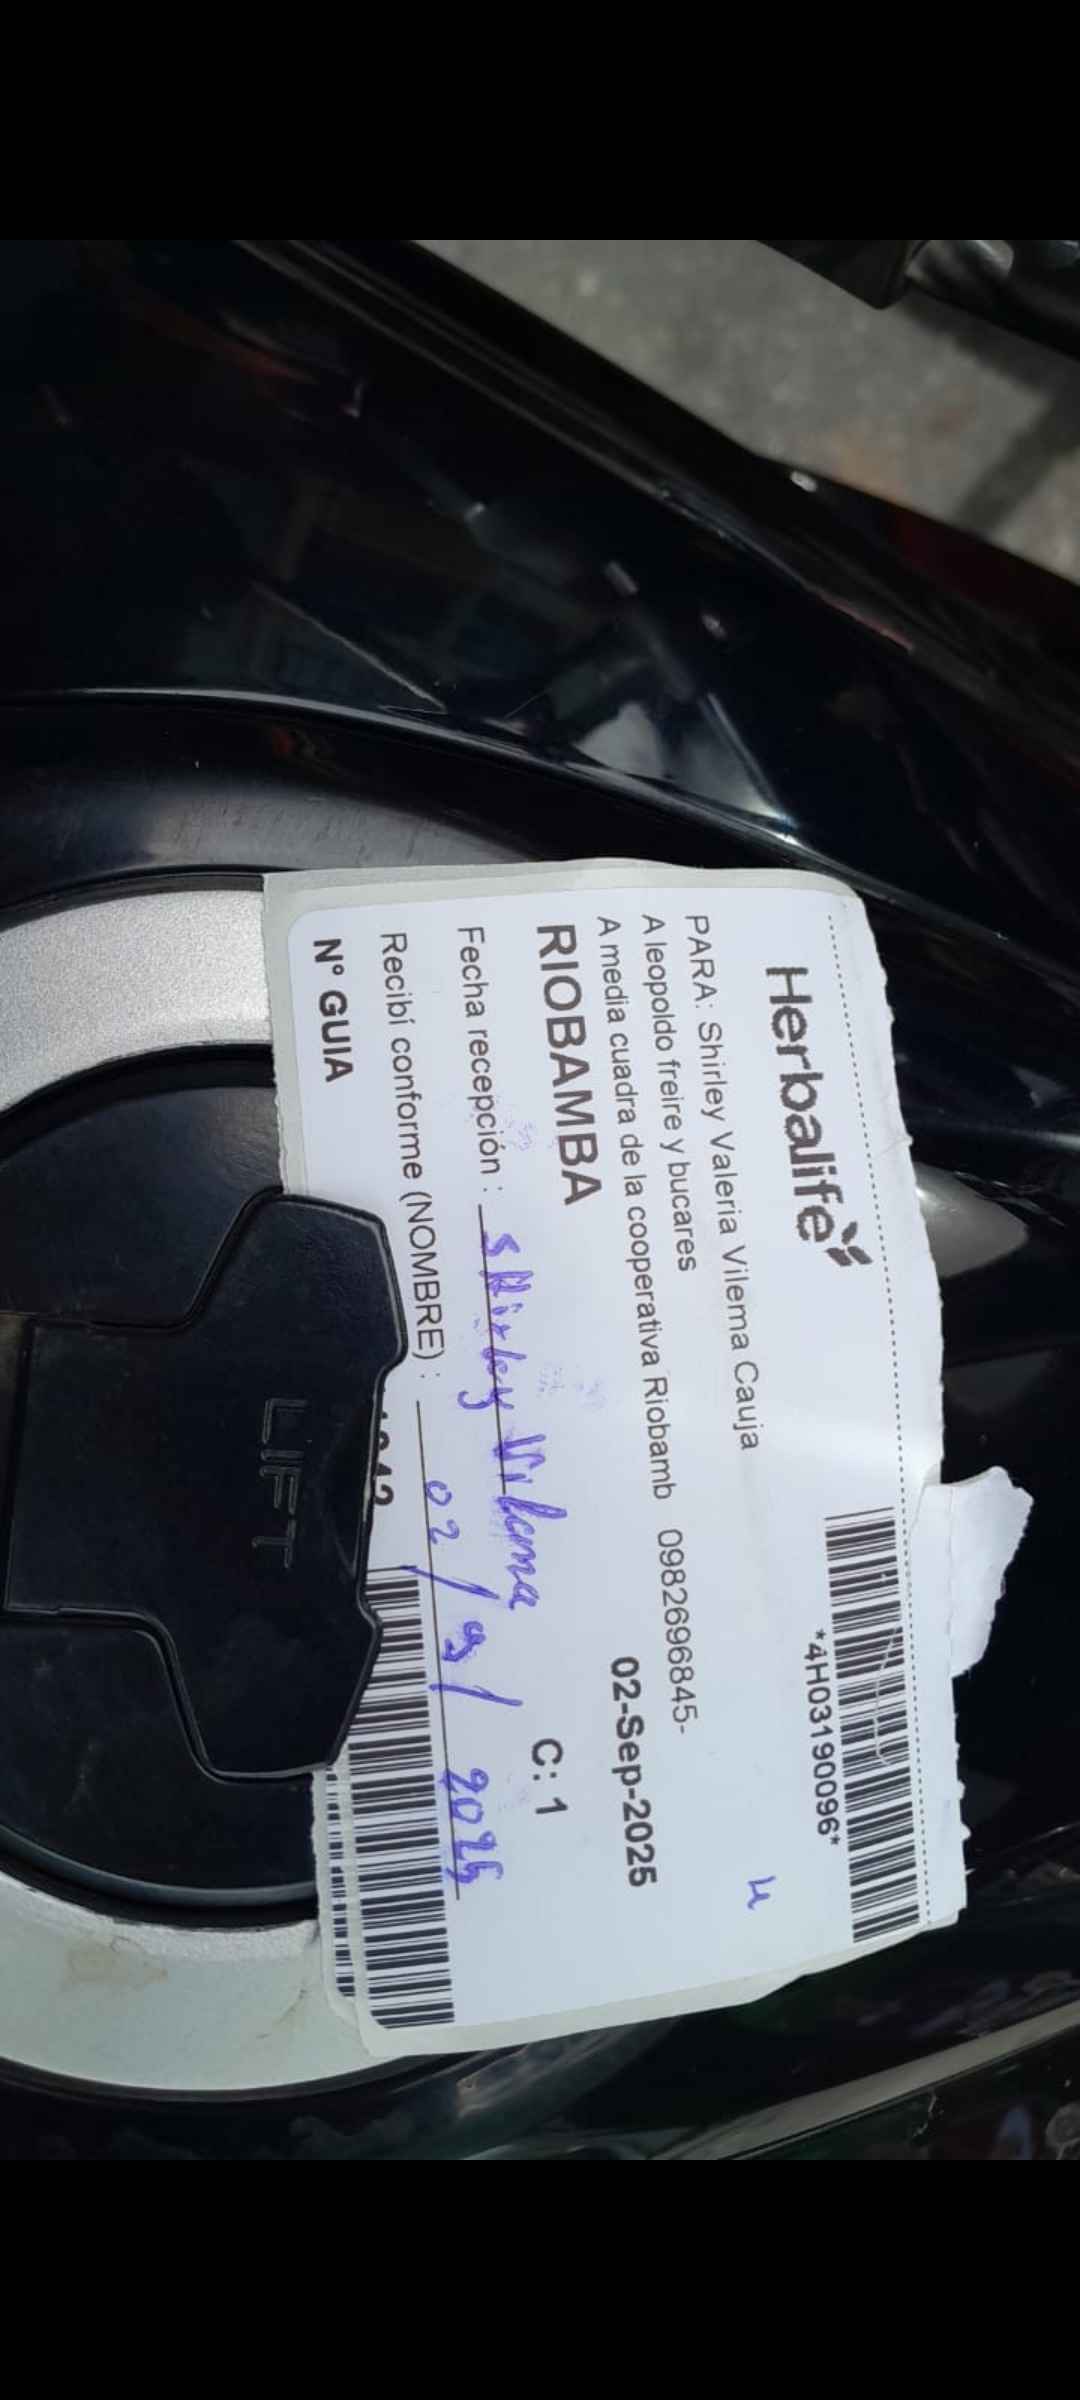 Herbalife
*4H03190096*
PARA: Shirley Valeria Vilema Cauja
4
A leopoldo freire y bucares
A media cuadra de la cooperativa Riobamb 0982696845-
RIOBAMBA 02-Sep-2025
Fecha recepción : Shirley Vilema C: 1
Recibí conforme (NOMBRE) : 02/9/2025
N° GUIA
LIFT